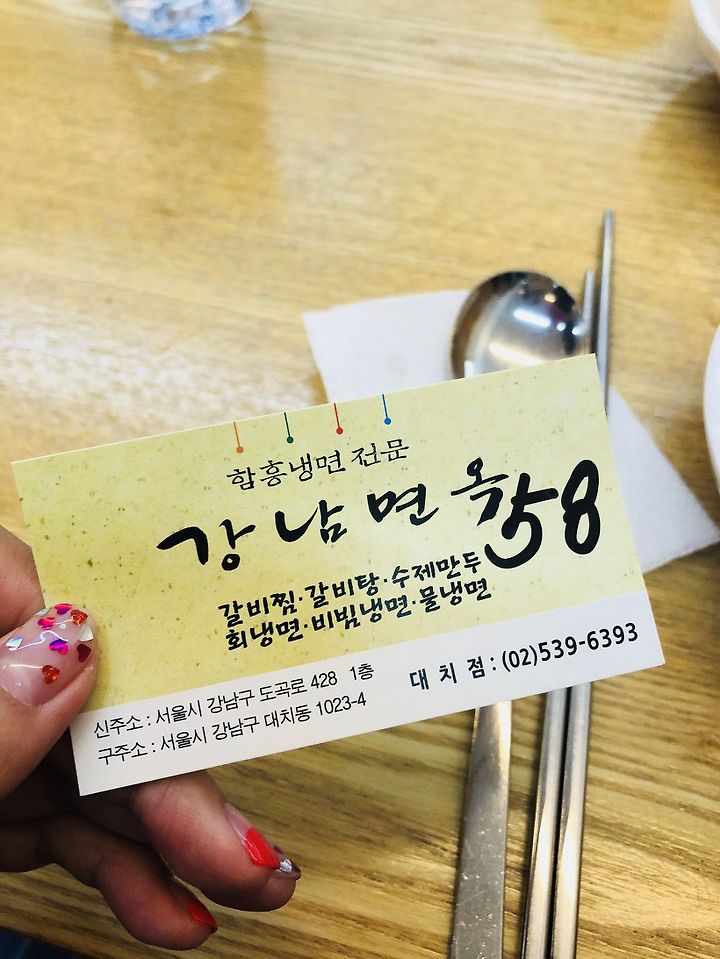 함흥냉면 전문
강남면옥58
갈비찜·갈비탕·수제만두
회냉면·비빔냉면·물냉면
신주소 : 서울시 강남구 도곡로 428 1층
구주소 : 서울시 강남구 대치동 1023-4
대치점 : (02)539-6393